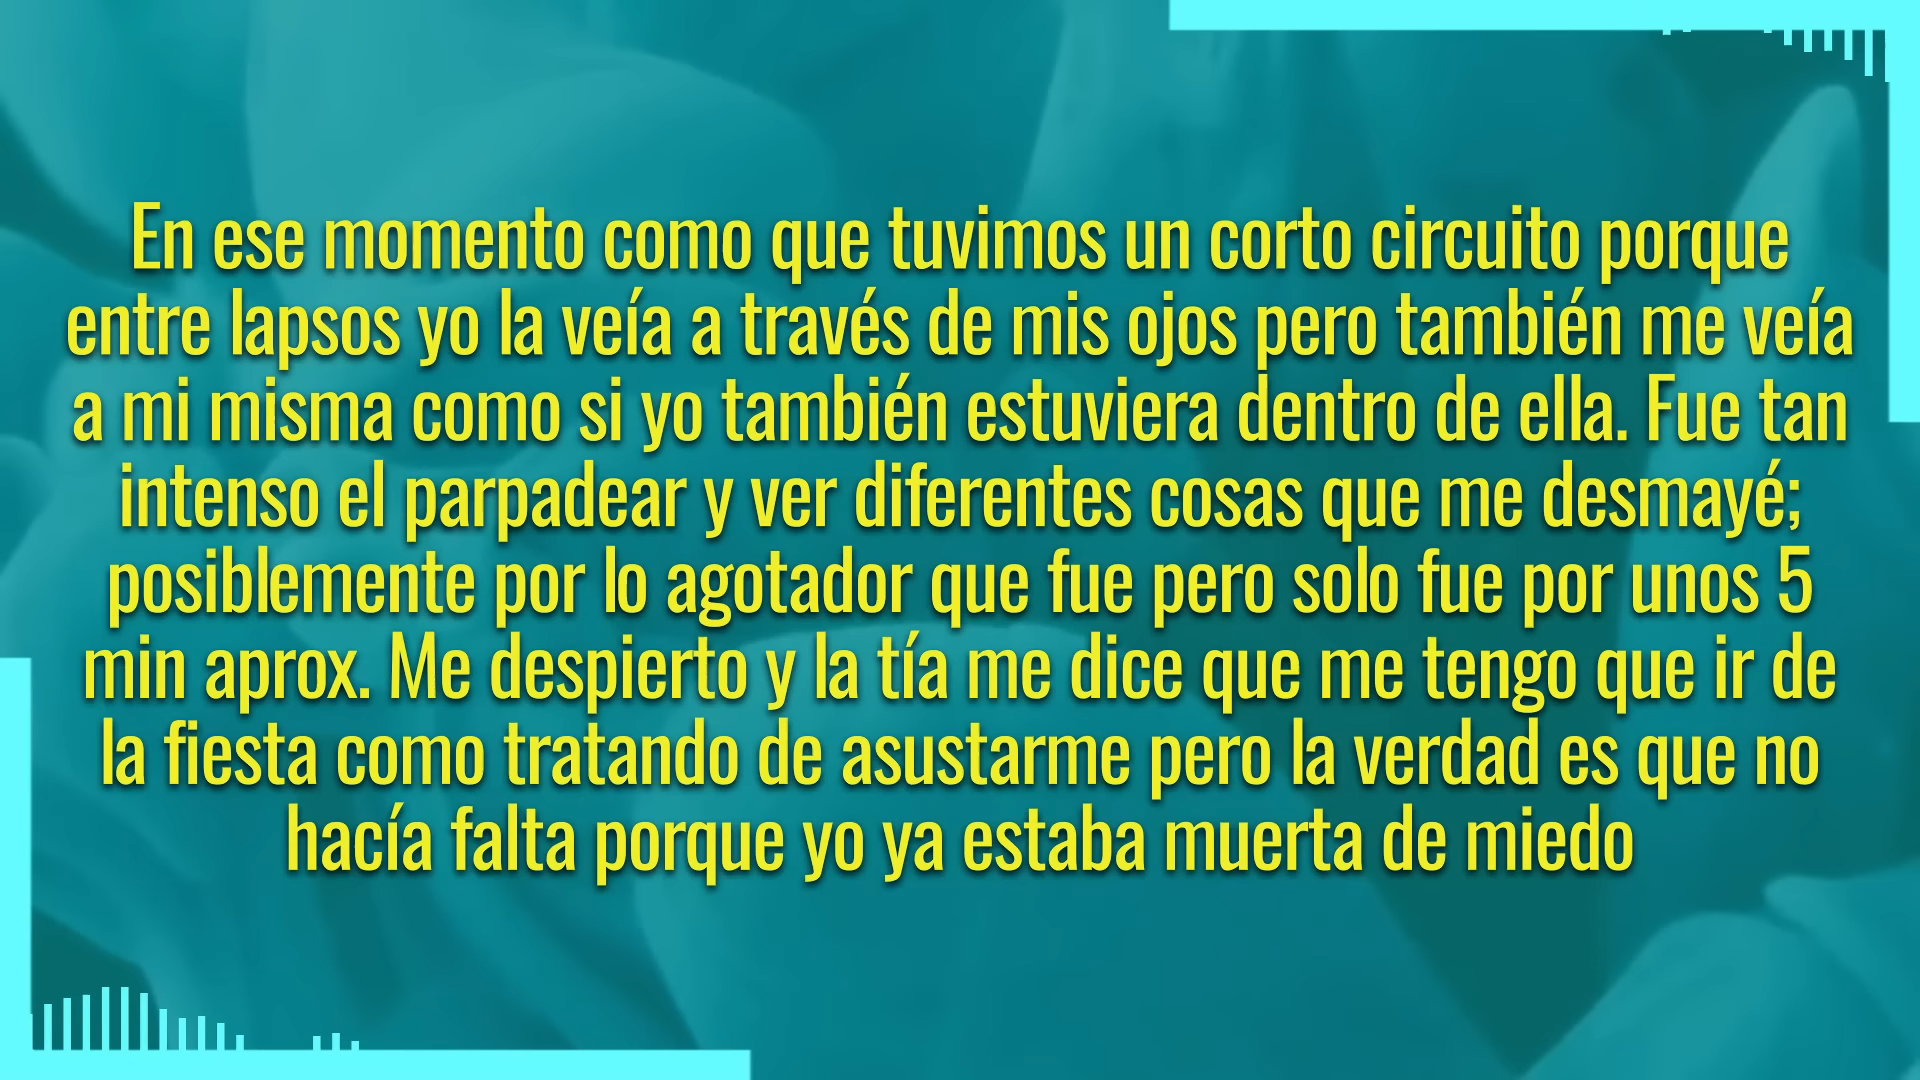 En ese momento como que tuvimos un corto circuito porque
entre lapsos yo la veía a través de mis ojos pero también me veía
a mi misma como si yo también estuviera dentro de ella. Fue tan
intenso el parpadear y ver diferentes cosas que me desmayé;
posiblemente por lo agotador que fue pero solo fue por unos 5
min aprox. Me despierto y la tía me dice que me tengo que ir de
la fiesta como tratando de asustarme pero la verdad es que no
hacía falta porque yo ya estaba muerta de miedo